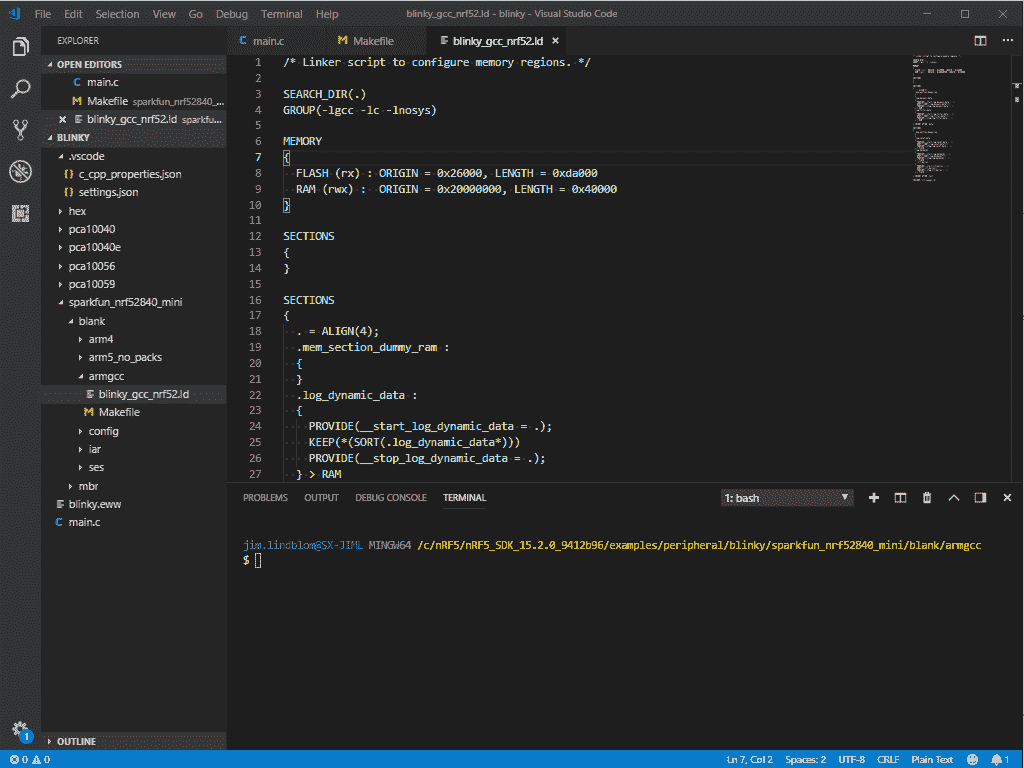 File Edit Selection View Go Debug Terminal Help blinky_gcc_nrf52.ld - blinky - Visual Studio Code
EXPLORER
OPEN EDITORS
C main.c
M Makefile sparkfun_nrf52840_...
blinky_gcc_nrf52.ld sparkfu...
BLINKY
.vscode
{} c_cpp_properties.json
{} settings.json
hex
pca10040
pca10040e
pca10056
pca10059
sparkfun_nrf52840_mini
blank
arm4
arm5_no_packs
armgcc
blinky_gcc_nrf52.ld
M Makefile
config
iar
ses
mbr
blinky.eww
C main.c
OUTLINE
C main.c M Makefile blinky_gcc_nrf52.ld
1 /* Linker script to configure memory regions. */
2
3 SEARCH_DIR(.)
4 GROUP(-lgcc -lc -lnosys)
5
6 MEMORY
7 {
8 FLASH (rx) : ORIGIN = 0x26000, LENGTH = 0xda000
9 RAM (rwx) : ORIGIN = 0x20000000, LENGTH = 0x40000
10 }
11
12 SECTIONS
13 {
14 }
15
16 SECTIONS
17 {
18 . = ALIGN(4);
19 .mem_section_dummy_ram :
20 {
21 }
22 .log_dynamic_data :
23 {
24 PROVIDE(__start_log_dynamic_data = .);
25 KEEP(*(SORT(.log_dynamic_data*)))
26 PROVIDE(__stop_log_dynamic_data = .);
27 } > RAM
PROBLEMS OUTPUT DEBUG CONSOLE TERMINAL 1: bash
jim.lindblom@SX-JIML MINGW64 /c/nRF5/nRF5_SDK_15.2.0_9412b96/examples/peripheral/blinky/sparkfun_nrf52840_mini/blank/armgcc
$
1
0 0 Ln 7, Col 2 Spaces: 2 UTF-8 CRLF Plain Text 1